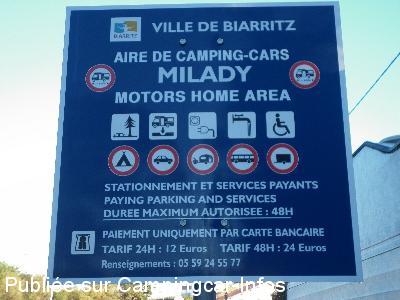 VILLE DE BIARRITZ
BIARRITZ
AIRE DE CAMPING-CARS
MILADY
MOTORS HOME AREA
STATIONNEMENT ET SERVICES PAYANTS
PAYING PARKING AND SERVICES
DUREE MAXIMUM AUTORISEE : 48H
PAIEMENT UNIQUEMENT PAR CARTE BANCAIRE
TARIF 24H : 12 Euros TARIF 48H : 24 Euros
Renseignements : 05 59 24 55 77
Publiée sur Campingcar-Infos